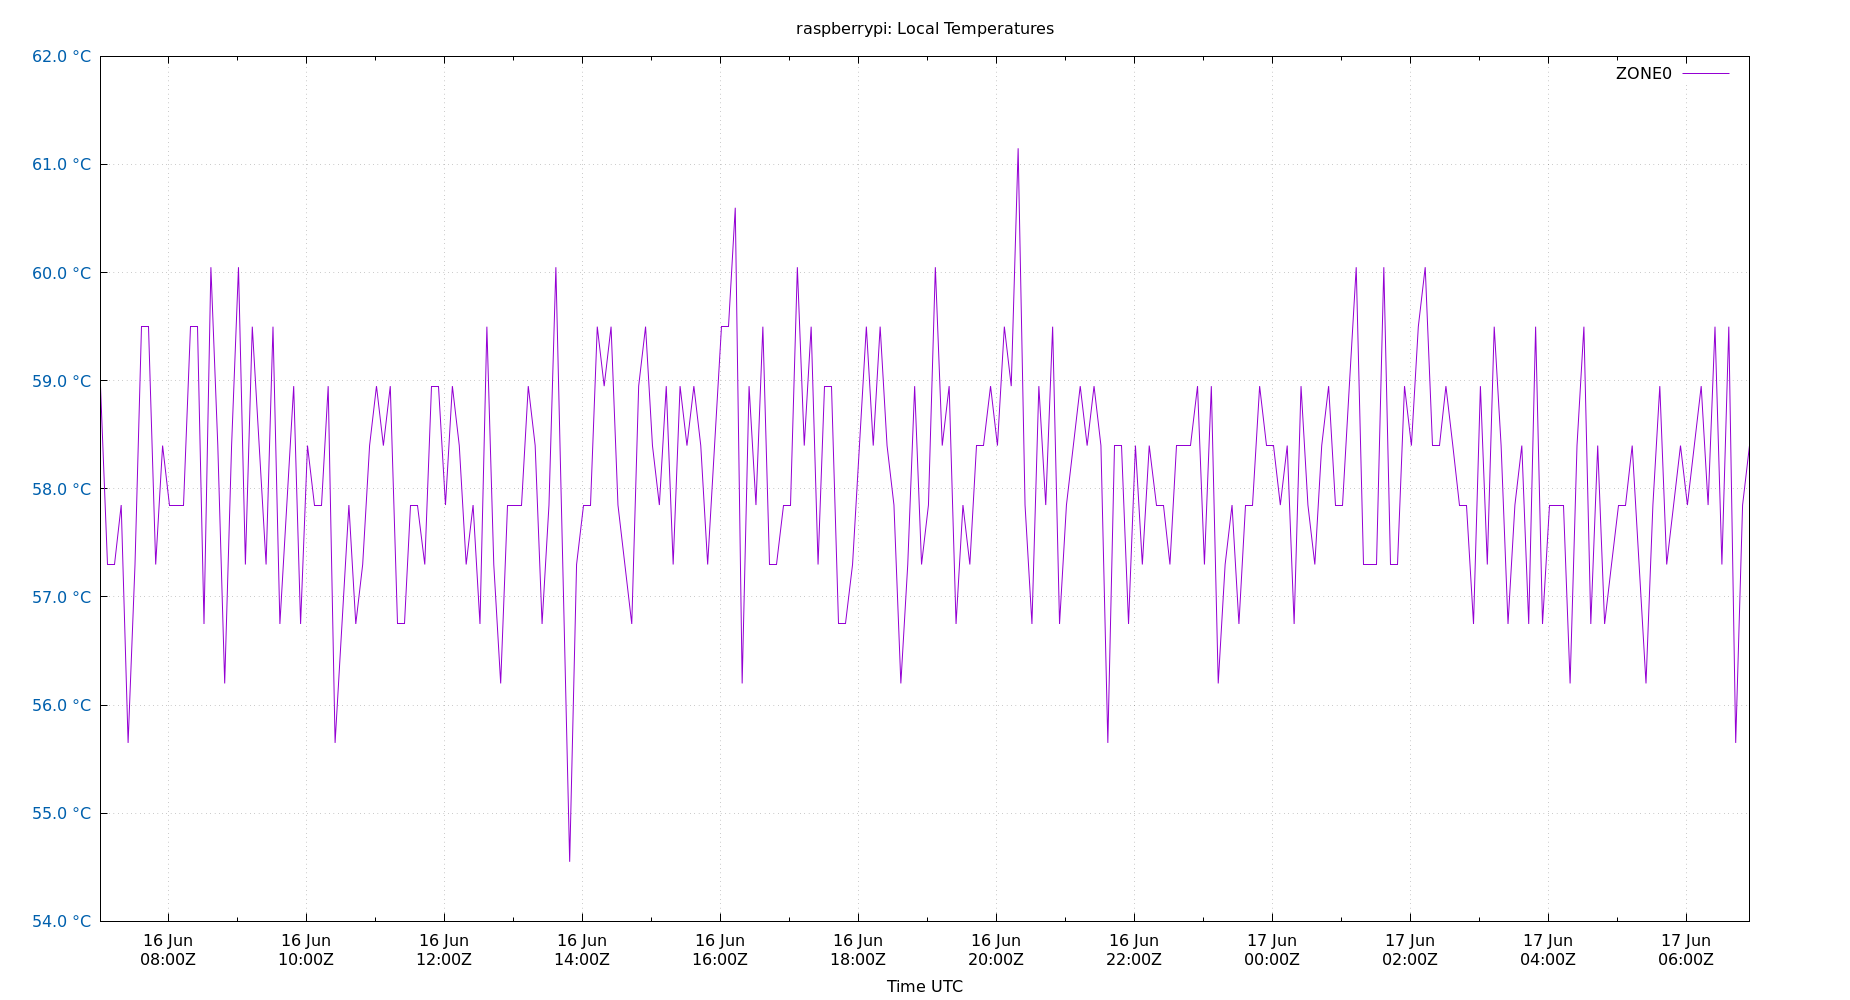 raspberrypi: Local Temperatures
62.0 °C
61.0 °C
60.0 °C
59.0 °C
58.0 °C
57.0 °C
56.0 °C
55.0 °C
54.0 °C
ZONE0
16 Jun 16 Jun 16 Jun 16 Jun 16 Jun 16 Jun 16 Jun 16 Jun 17 Jun 17 Jun 17 Jun 17 Jun
08:00Z 10:00Z 12:00Z 14:00Z 16:00Z 18:00Z 20:00Z 22:00Z 00:00Z 02:00Z 04:00Z 06:00Z
Time UTC